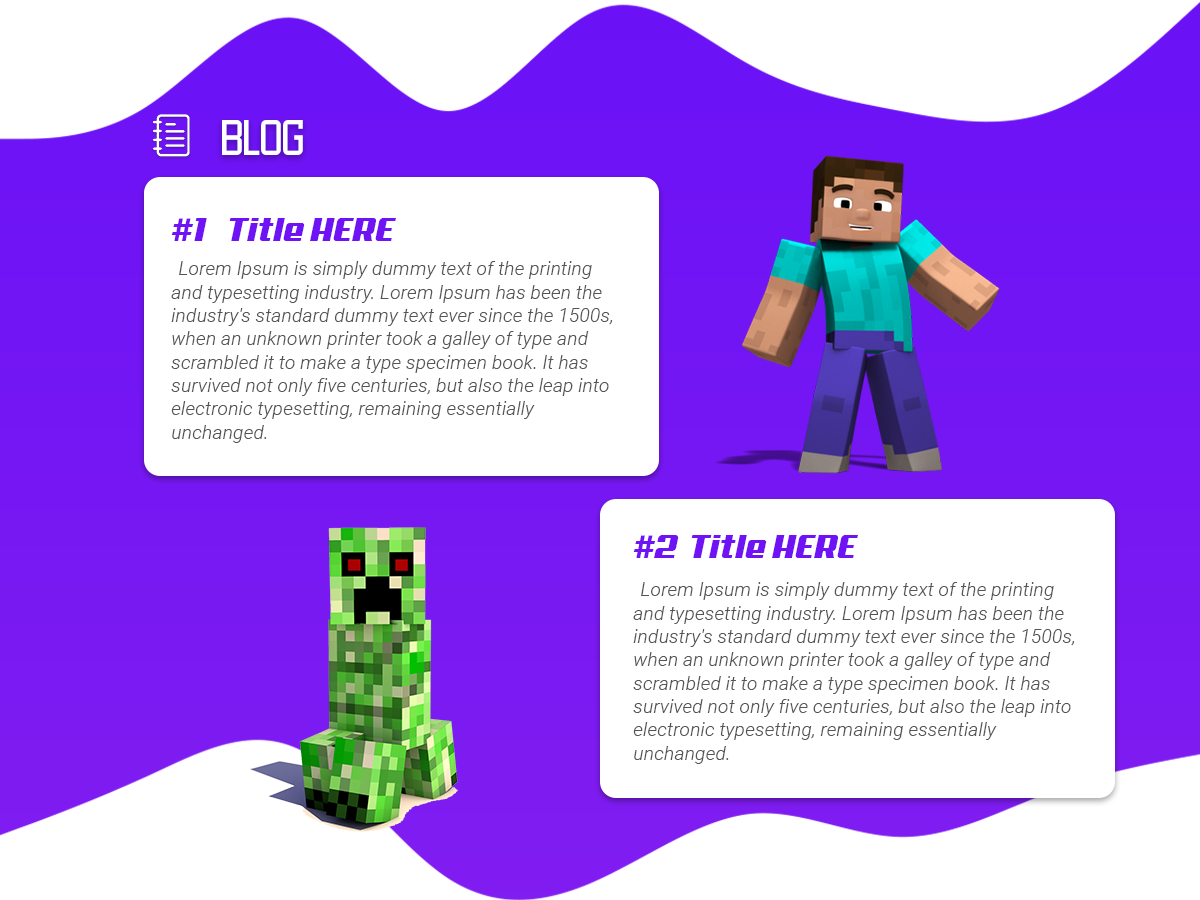 BLOG
#1 Title HERE
Lorem Ipsum is simply dummy text of the printing
and typesetting industry. Lorem Ipsum has been the
industry's standard dummy text ever since the 1500s,
when an unknown printer took a galley of type and
scrambled it to make a type specimen book. It has
survived not only five centuries, but also the leap into
electronic typesetting, remaining essentially
unchanged.
#2 Title HERE
Lorem Ipsum is simply dummy text of the printing
and typesetting industry. Lorem Ipsum has been the
industry's standard dummy text ever since the 1500s,
when an unknown printer took a galley of type and
scrambled it to make a type specimen book. It has
survived not only five centuries, but also the leap into
electronic typesetting, remaining essentially
unchanged.